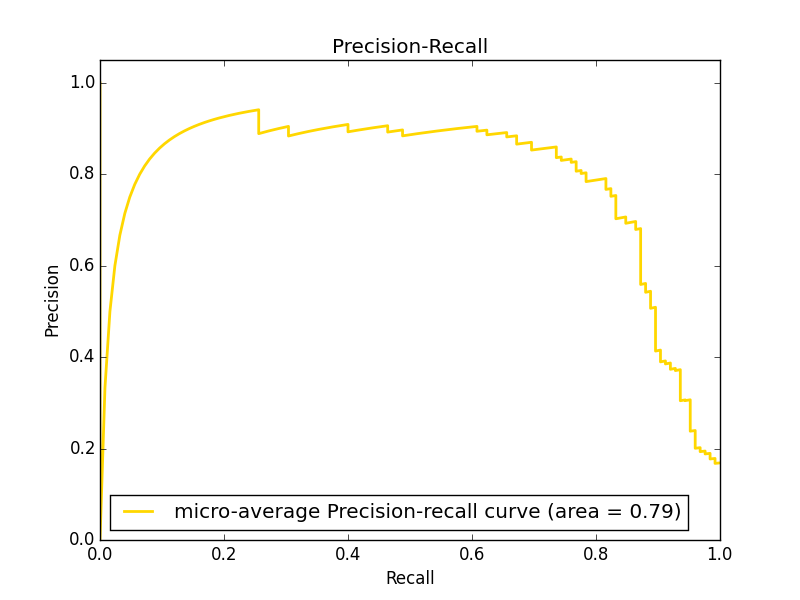 Precision-Recall
1.0
0.8
0.6
0.4
0.2
0.0
Precision
micro-average Precision-recall curve (area = 0.79)
0.0 0.2 0.4 0.6 0.8 1.0
Recall